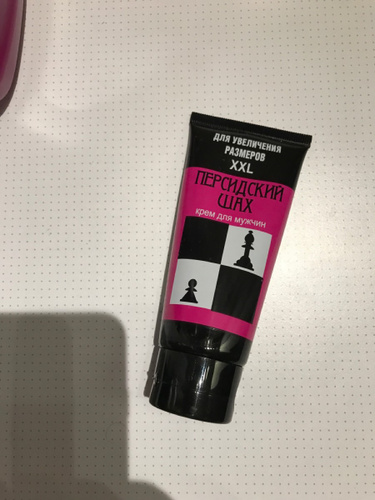 ДЛЯ УВЕЛИЧЕНИЯ
РАЗМЕРОВ
XXL
ПЕРСИДСКИЙ
ШАХ
крем для мужчин